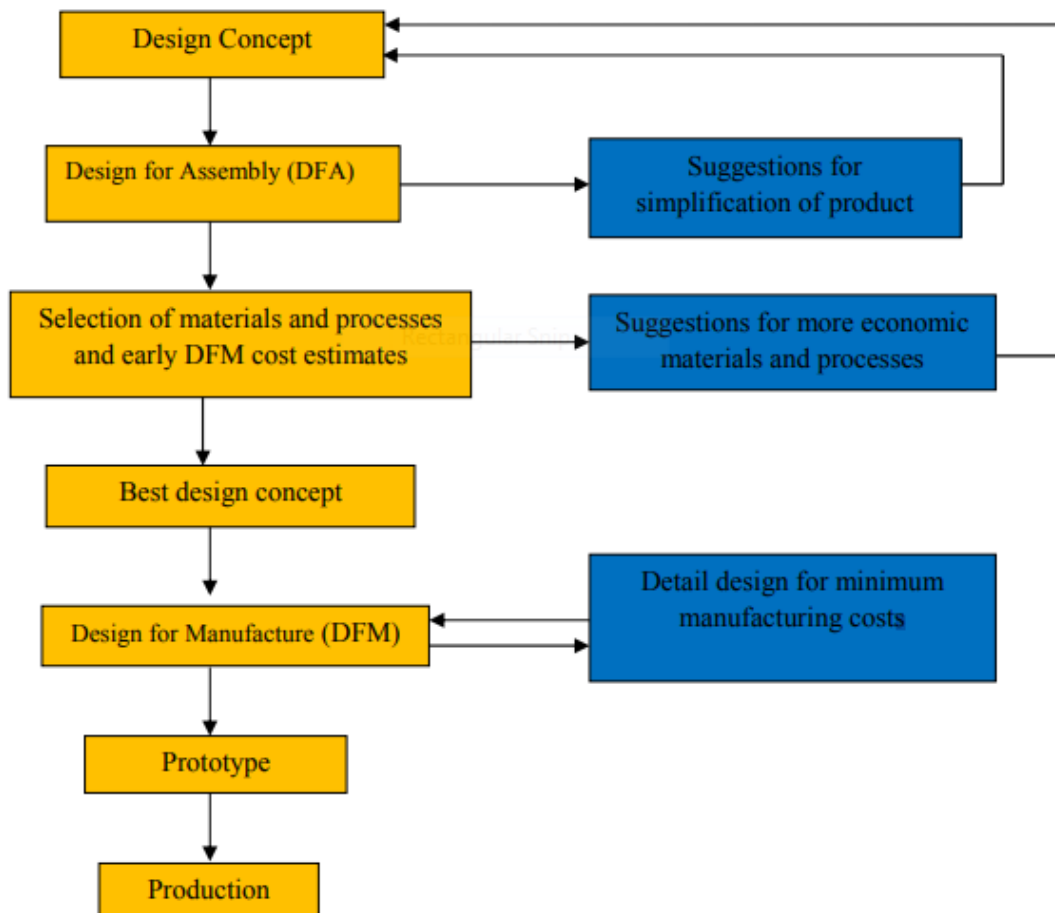 Design Concept
Design for Assembly (DFA)
Suggestions for
simplification of product
Selection of materials and processes
and early DFM cost estimates
Rectangular Snip
Suggestions for more economic
materials and processes
Best design concept
Detail design for minimum
manufacturing costs
Design for Manufacture (DFM)
Prototype
Production